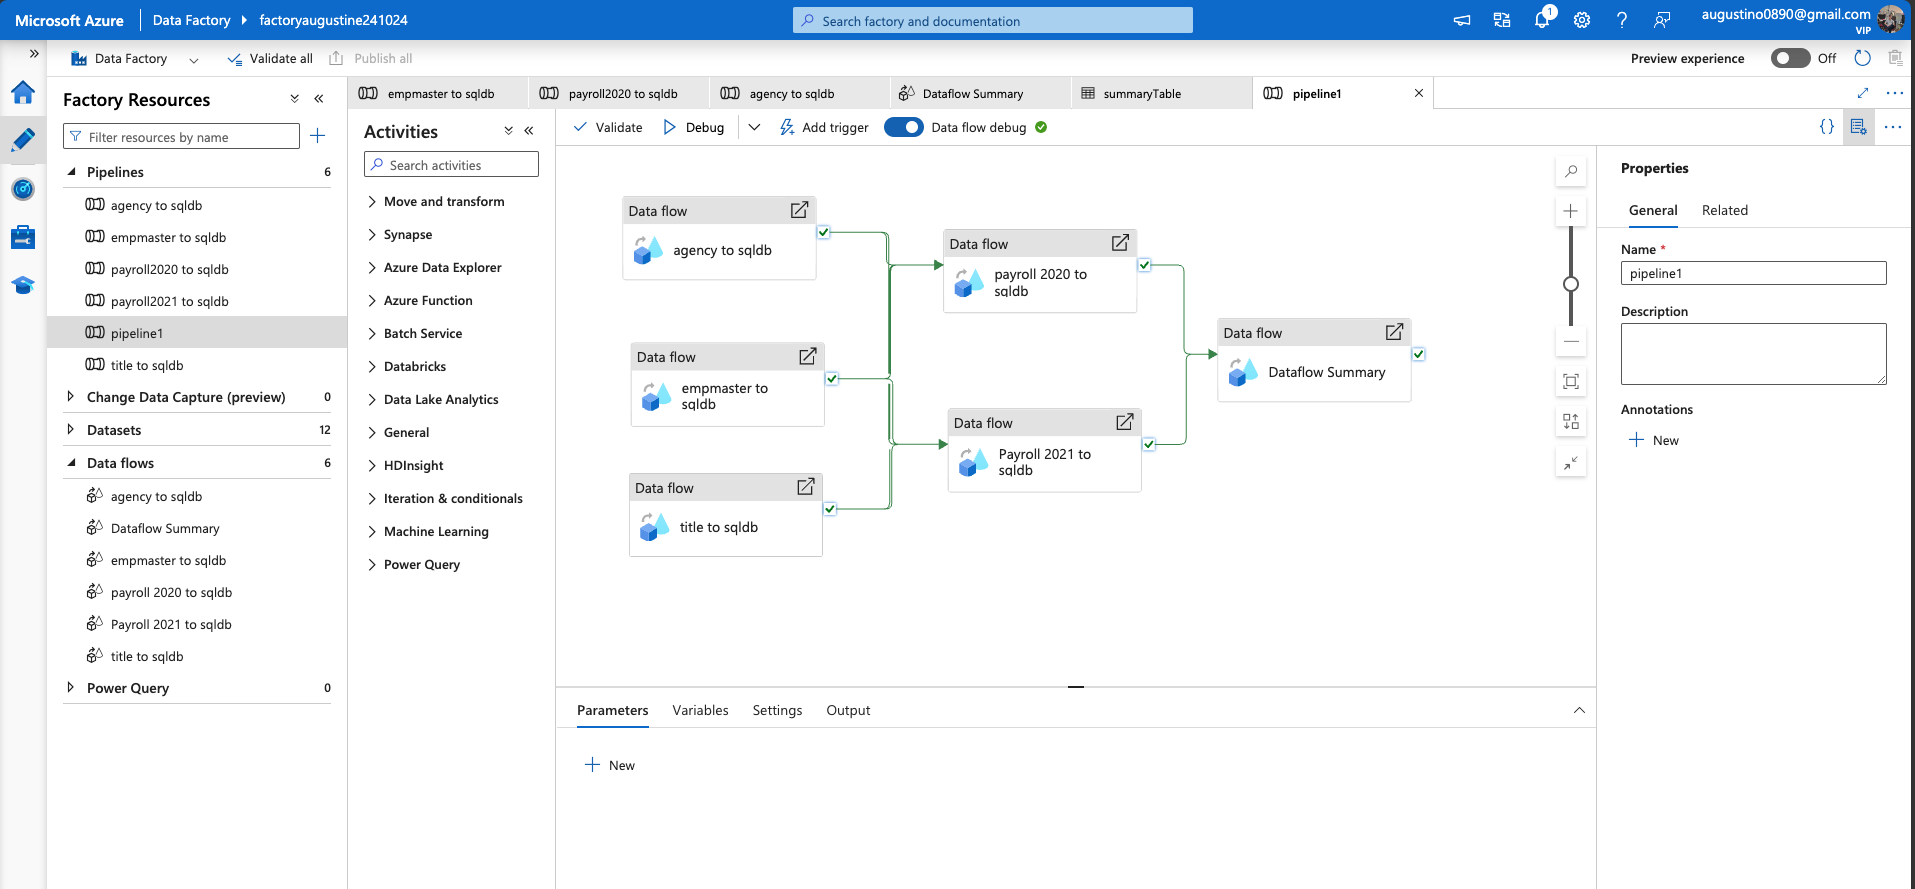 Microsoft Azure
Data Factory
factoryaugustine241024
Search factory and documentation
1
augustino0890@gmail.com
VIP
Data Factory
Validate all
Publish all
Preview experience
Off
Factory Resources
Filter resources by name
Pipelines 6
agency to sqldb
empmaster to sqldb
payroll2020 to sqldb
payroll2021 to sqldb
pipeline1
title to sqldb
Change Data Capture (preview) 0
Datasets 12
Data flows 6
agency to sqldb
Dataflow Summary
empmaster to sqldb
payroll 2020 to sqldb
Payroll 2021 to sqldb
title to sqldb
Power Query 0
empmaster to sqldb
payroll2020 to sqldb
agency to sqldb
Dataflow Summary
summaryTable
pipeline1
Activities
Search activities
Move and transform
Synapse
Azure Data Explorer
Azure Function
Batch Service
Databricks
Data Lake Analytics
General
HDInsight
Iteration & conditionals
Machine Learning
Power Query
Validate
Debug
Add trigger
Data flow debug
{}
Data flow
agency to sqldb
Data flow
empmaster to
sqldb
Data flow
title to sqldb
Data flow
payroll 2020 to
sqldb
Data flow
Payroll 2021 to
sqldb
Data flow
Dataflow Summary
Parameters
Variables
Settings
Output
New
Properties
General
Related
Name *
pipeline1
Description
Annotations
New